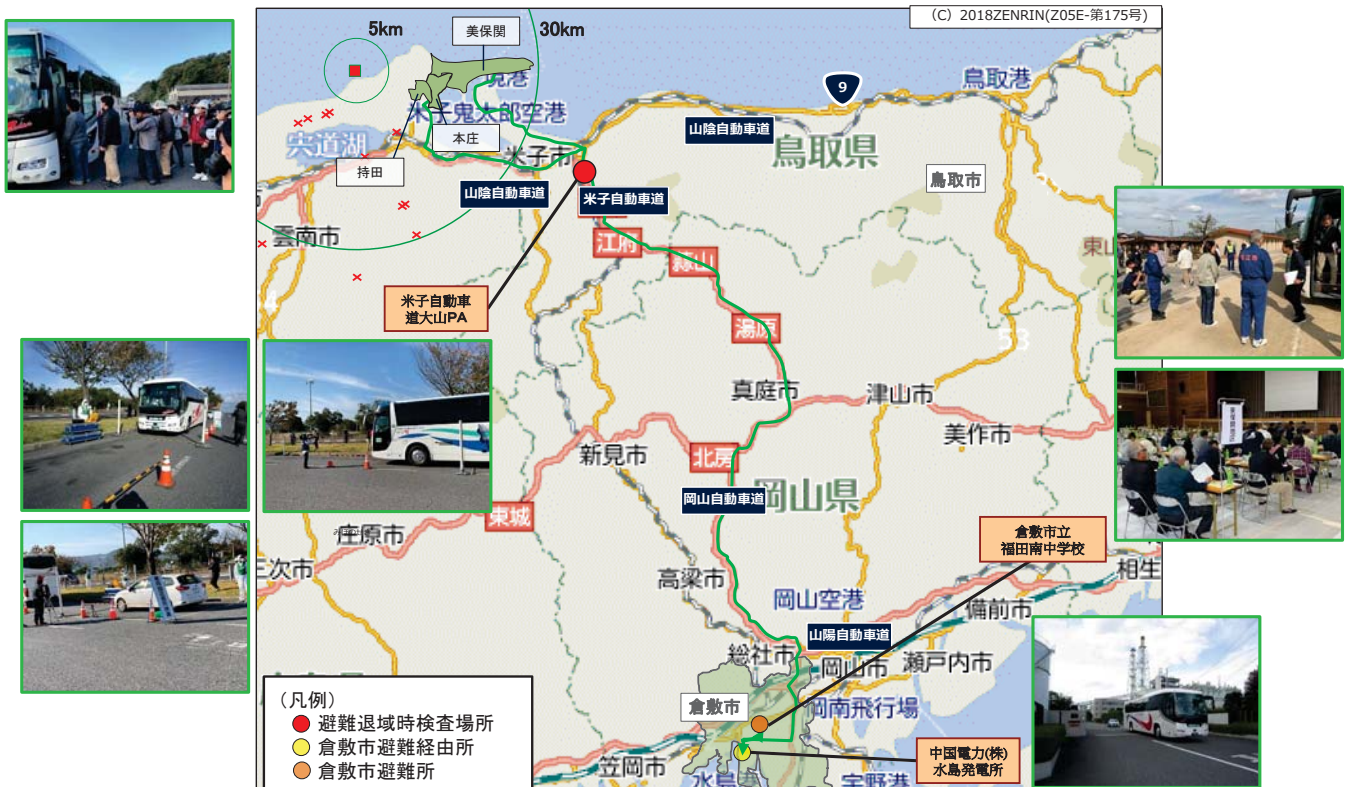 （C）2018ZENRIN(Z05E-第175号)
5km
美保関
30km
鳥取港
9
米子鬼太郎空港
山陰自動車道
鳥取県
宍道湖
本庄
米子市
持田
鳥取市
山陰自動車道
米子自動車道
雲南市
江府
蒜山
米子自動車
道大山PA
湯原
53
真庭市
津山市
美作市
新見市
北房
岡山自動車道
岡山県
東城
庄原市
倉敷市立
福田南中学校
三次市
高梁市
相生
岡山空港
備前市
山陽自動車道
総社市
岡山市
瀬戸内市
（凡例）
避難退域時検査場所
倉敷市避難経由所
倉敷市避難所
倉敷市
岡南飛行場
中国電力(株)
水島発電所
笠岡市
水島港
宇野港